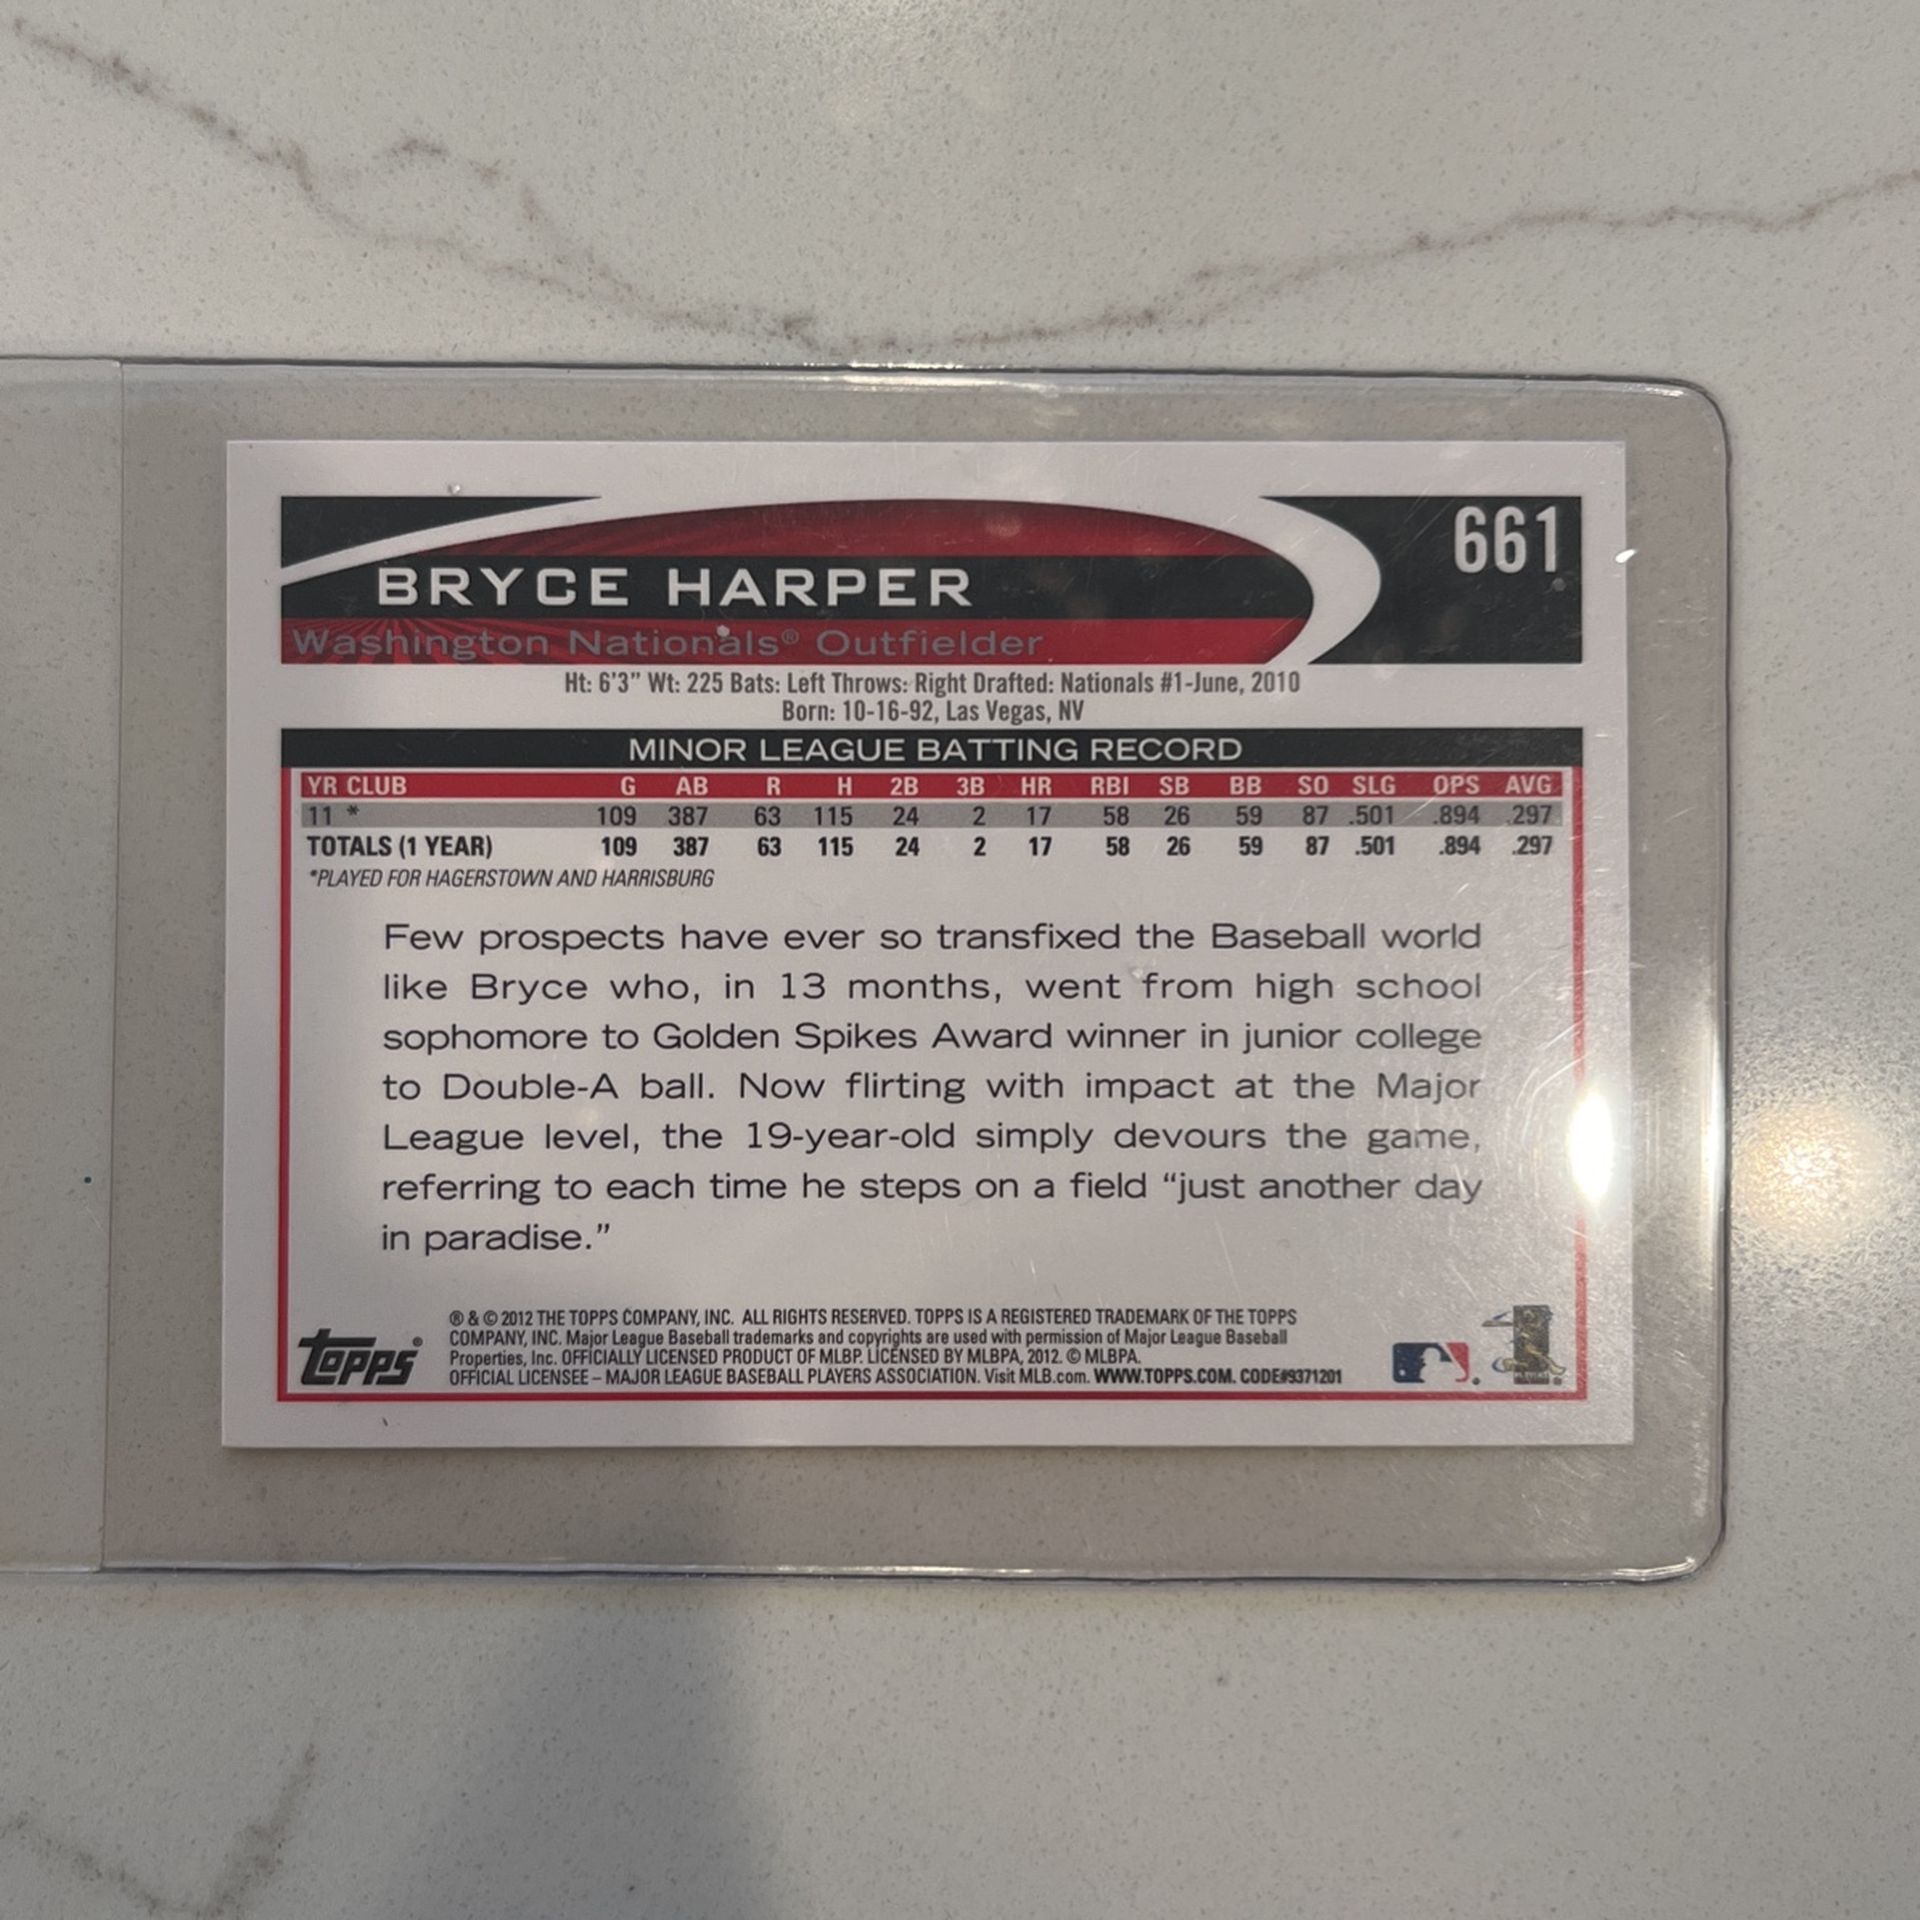 661
BRYCE HARPER
Washington Nationals® Outfielder
Ht: 6'3" Wt: 225 Bats: Left Throws: Right Drafted: Nationals #1-June, 2010
Born: 10-16-92, Las Vegas, NV
MINOR LEAGUE BATTING RECORD
YR CLUB G AB R H 2B 3B HR RBI SB BB SO SLG OPS AVG
11 * 109 387 63 115 24 2 17 58 26 59 87 .501 .894 .297
TOTALS (1 YEAR) 109 387 63 115 24 2 17 58 26 59 87 .501 .894 .297
*PLAYED FOR HAGERSTOWN AND HARRISBURG
Few prospects have ever so transfixed the Baseball world
like Bryce who, in 13 months, went from high school
sophomore to Golden Spikes Award winner in junior college
to Double-A ball. Now flirting with impact at the Major
League level, the 19-year-old simply devours the game,
referring to each time he steps on a field “just another day
in paradise.”
Topps®
® & © 2012 THE TOPPS COMPANY, INC. ALL RIGHTS RESERVED. TOPPS IS A REGISTERED TRADEMARK OF THE TOPPS
COMPANY, INC. Major League Baseball trademarks and copyrights are used with permission of Major League Baseball
Properties, Inc. OFFICIALLY LICENSED PRODUCT OF MLBP. LICENSED BY MLBPA, 2012. © MLBPA.
OFFICIAL LICENSEE – MAJOR LEAGUE BASEBALL PLAYERS ASSOCIATION. Visit MLB.com. WWW.TOPPS.COM. CODE#9371201